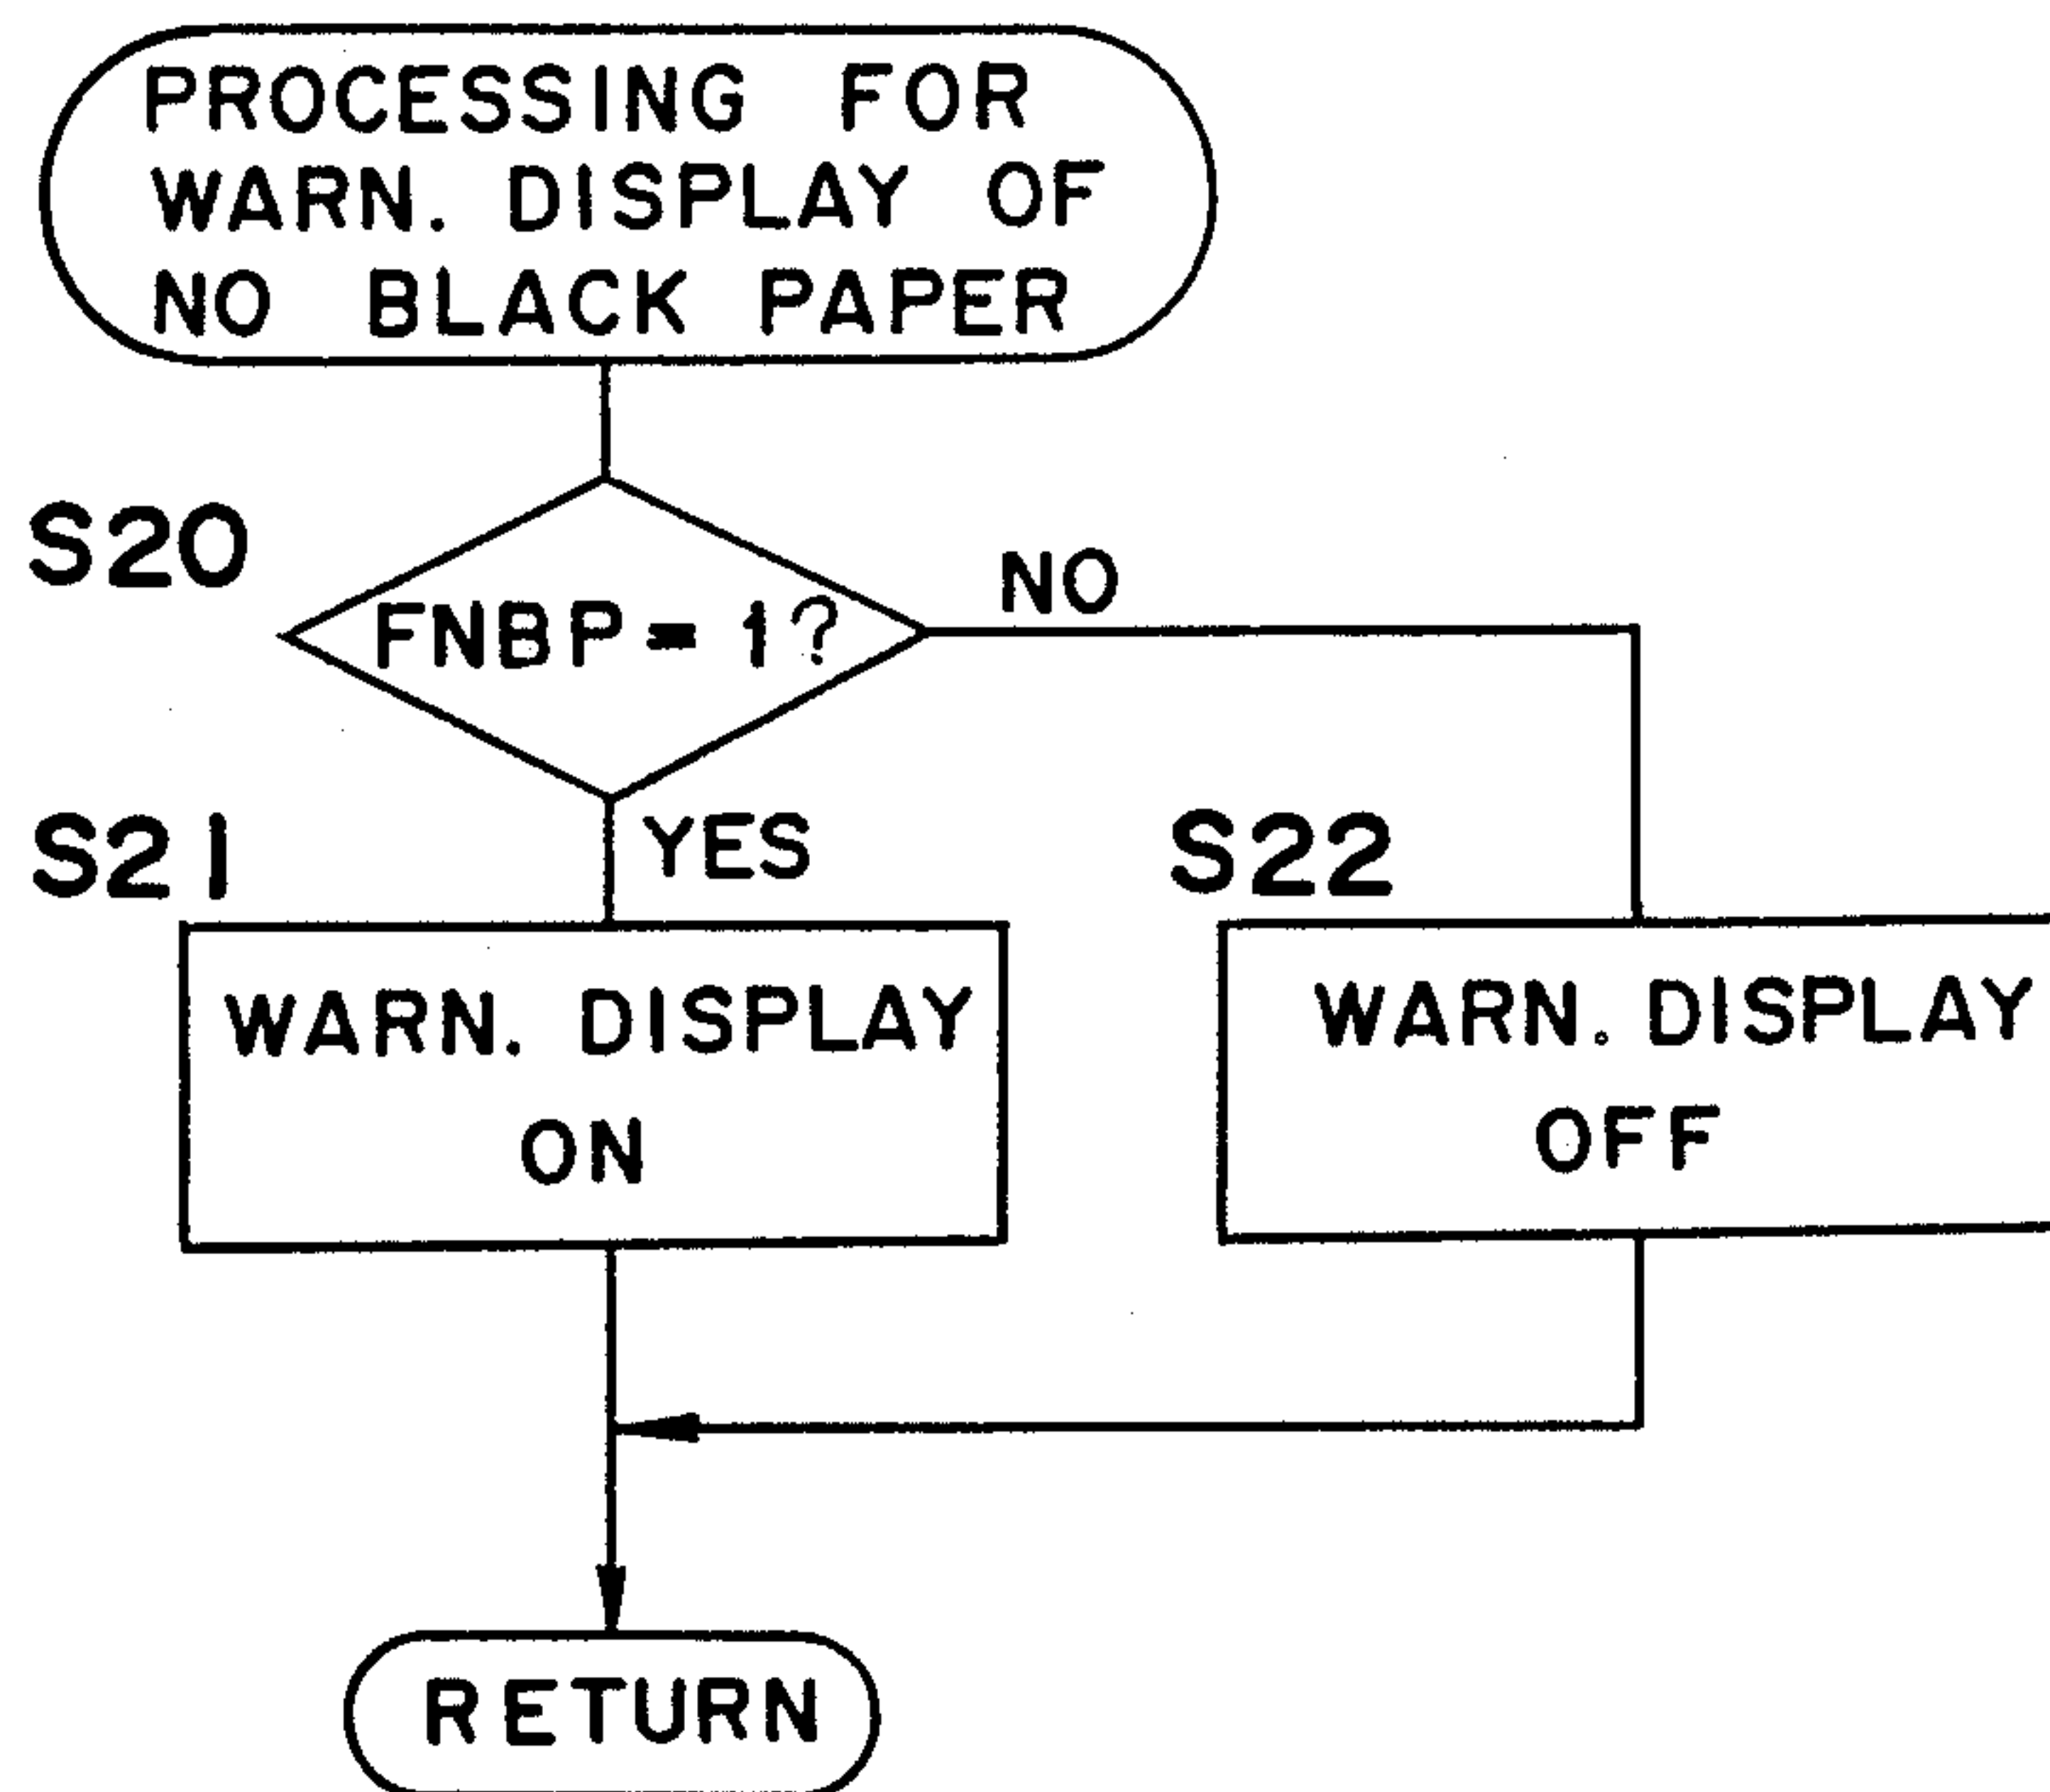 PROCESSING FOR
WARN. DISPLAY OF
NO BLACK PAPER
S20
FNBP=1?
NO
S21
YES
S22
WARN. DISPLAY
ON
WARN. DISPLAY
OFF
RETURN